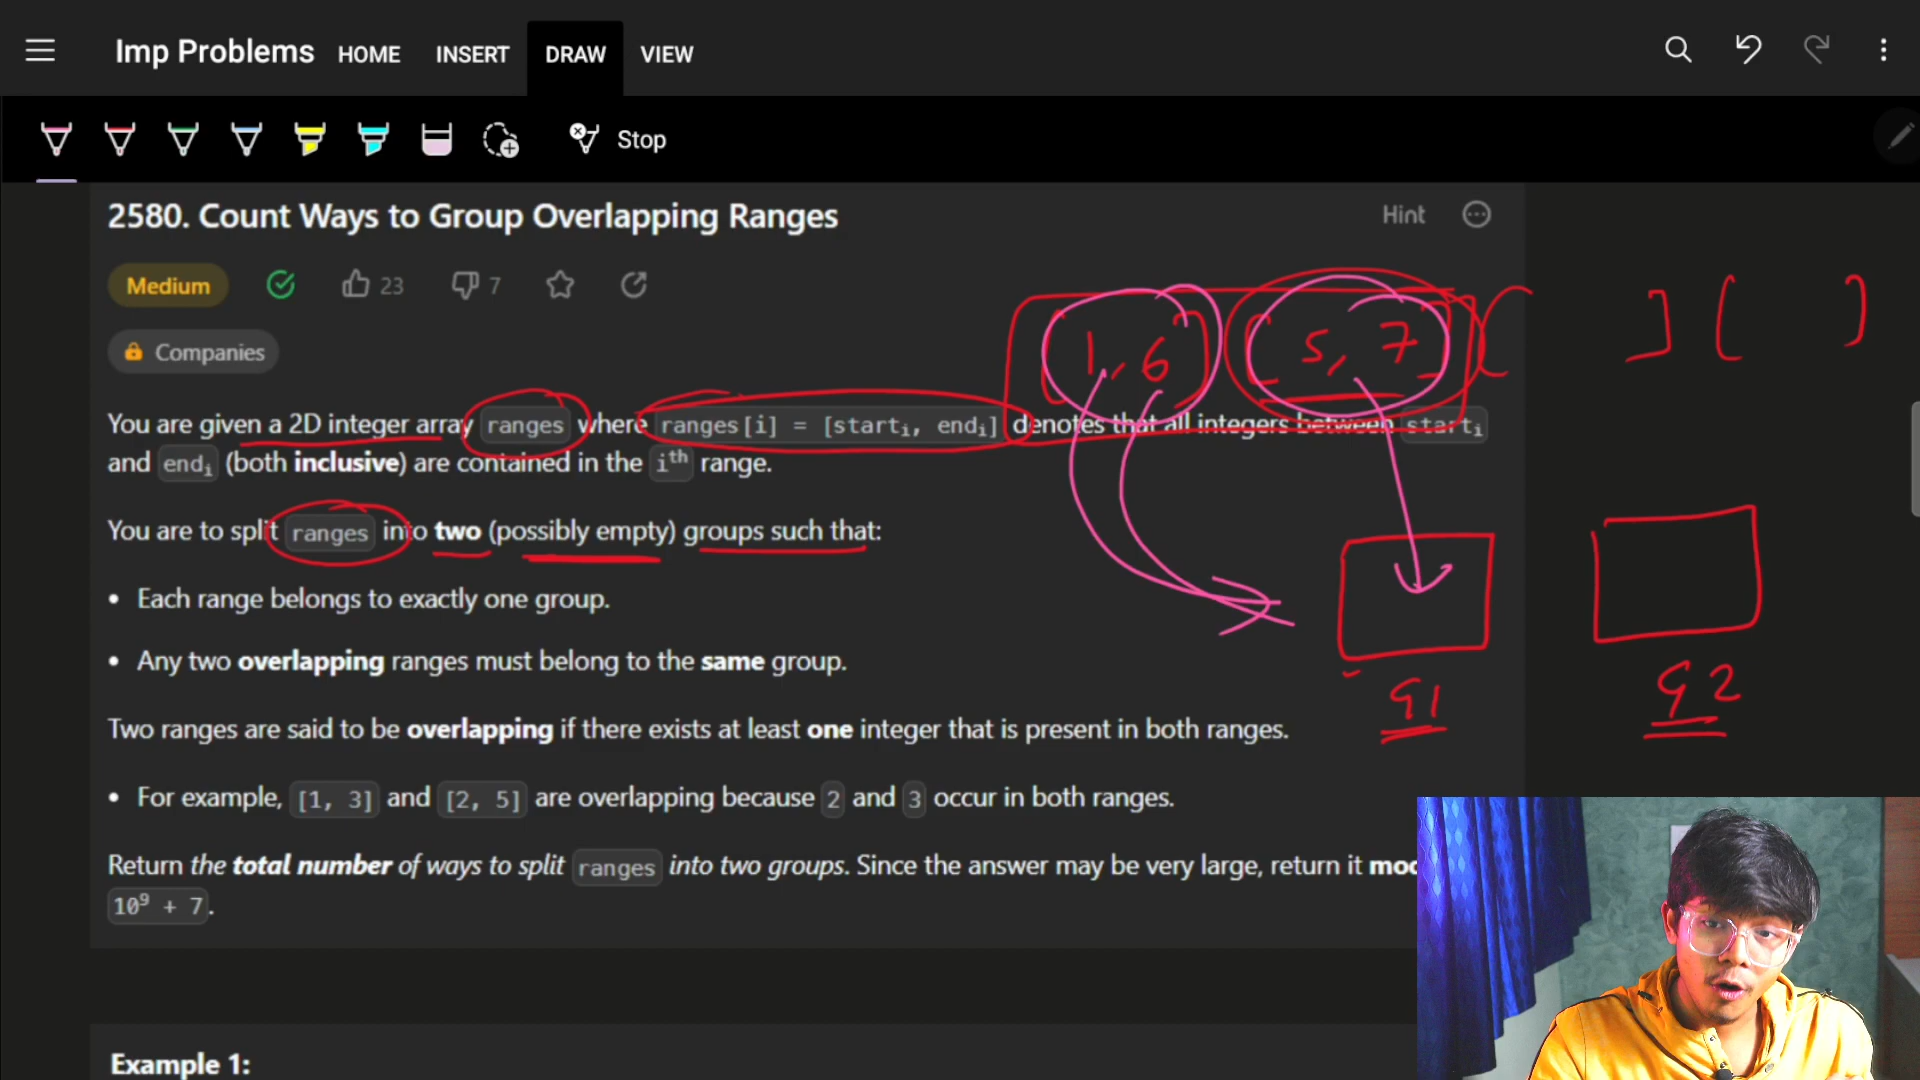 Imp Problems HOME INSERT DRAW VIEW
Stop
2580. Count Ways to Group Overlapping Ranges Hint
Medium 23 7
Companies
[1, 6] [5, 7] [ ] [ ]
You are given a 2D integer array ranges where ranges[i] = [startᵢ, endᵢ] denotes that all integers between startᵢ
and endᵢ (both inclusive) are contained in the iᵗʰ range.
You are to split ranges into two (possibly empty) groups such that:
• Each range belongs to exactly one group.
• Any two overlapping ranges must belong to the same group.
G1 G2
Two ranges are said to be overlapping if there exists at least one integer that is present in both ranges.
• For example, [1, 3] and [2, 5] are overlapping because 2 and 3 occur in both ranges.
Return the total number of ways to split ranges into two groups. Since the answer may be very large, return it
10⁹ + 7.
Example 1: